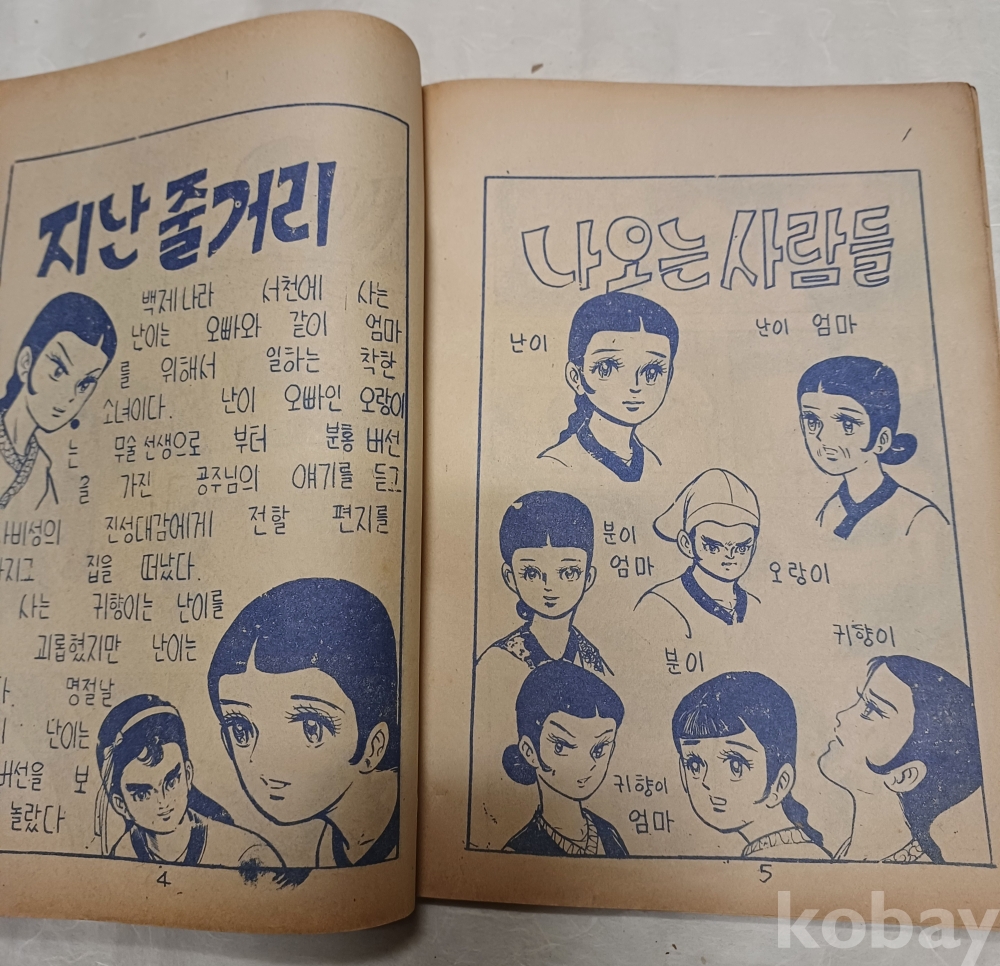 지난 줄거리
백제나라 서천에 사는
난이는 오빠와 같이 엄마
를 위해서 일하는 착한
소녀이다. 난이 오빠인 오랑이
는 무술선생으로 부터 분홍 버선
을 가진 공주님의 얘기를 듣고
사비성의 진성대감에게 전할 편지를
가지고 집을 떠났다.
사는 귀향이는 난이를
괴롭혔지만 난이는
명절날
난이는
버선을 보
놀랐다
4
나오는 사람들
난이
난이 엄마
분이
엄마
오랑이
분이
귀향이
귀향이
엄마
5
kobay